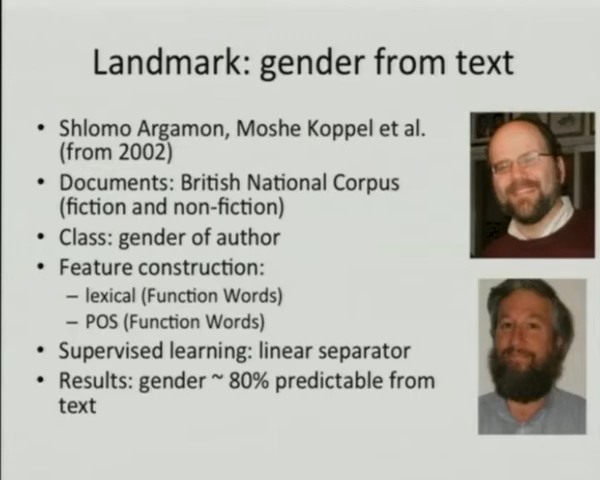 Landmark: gender from text
• Shlomo Argamon, Moshe Koppel et al.
(from 2002)
• Documents: British National Corpus
(fiction and non-fiction)
• Class: gender of author
• Feature construction:
– lexical (Function Words)
– POS (Function Words)
• Supervised learning: linear separator
• Results: gender ~ 80% predictable from
text